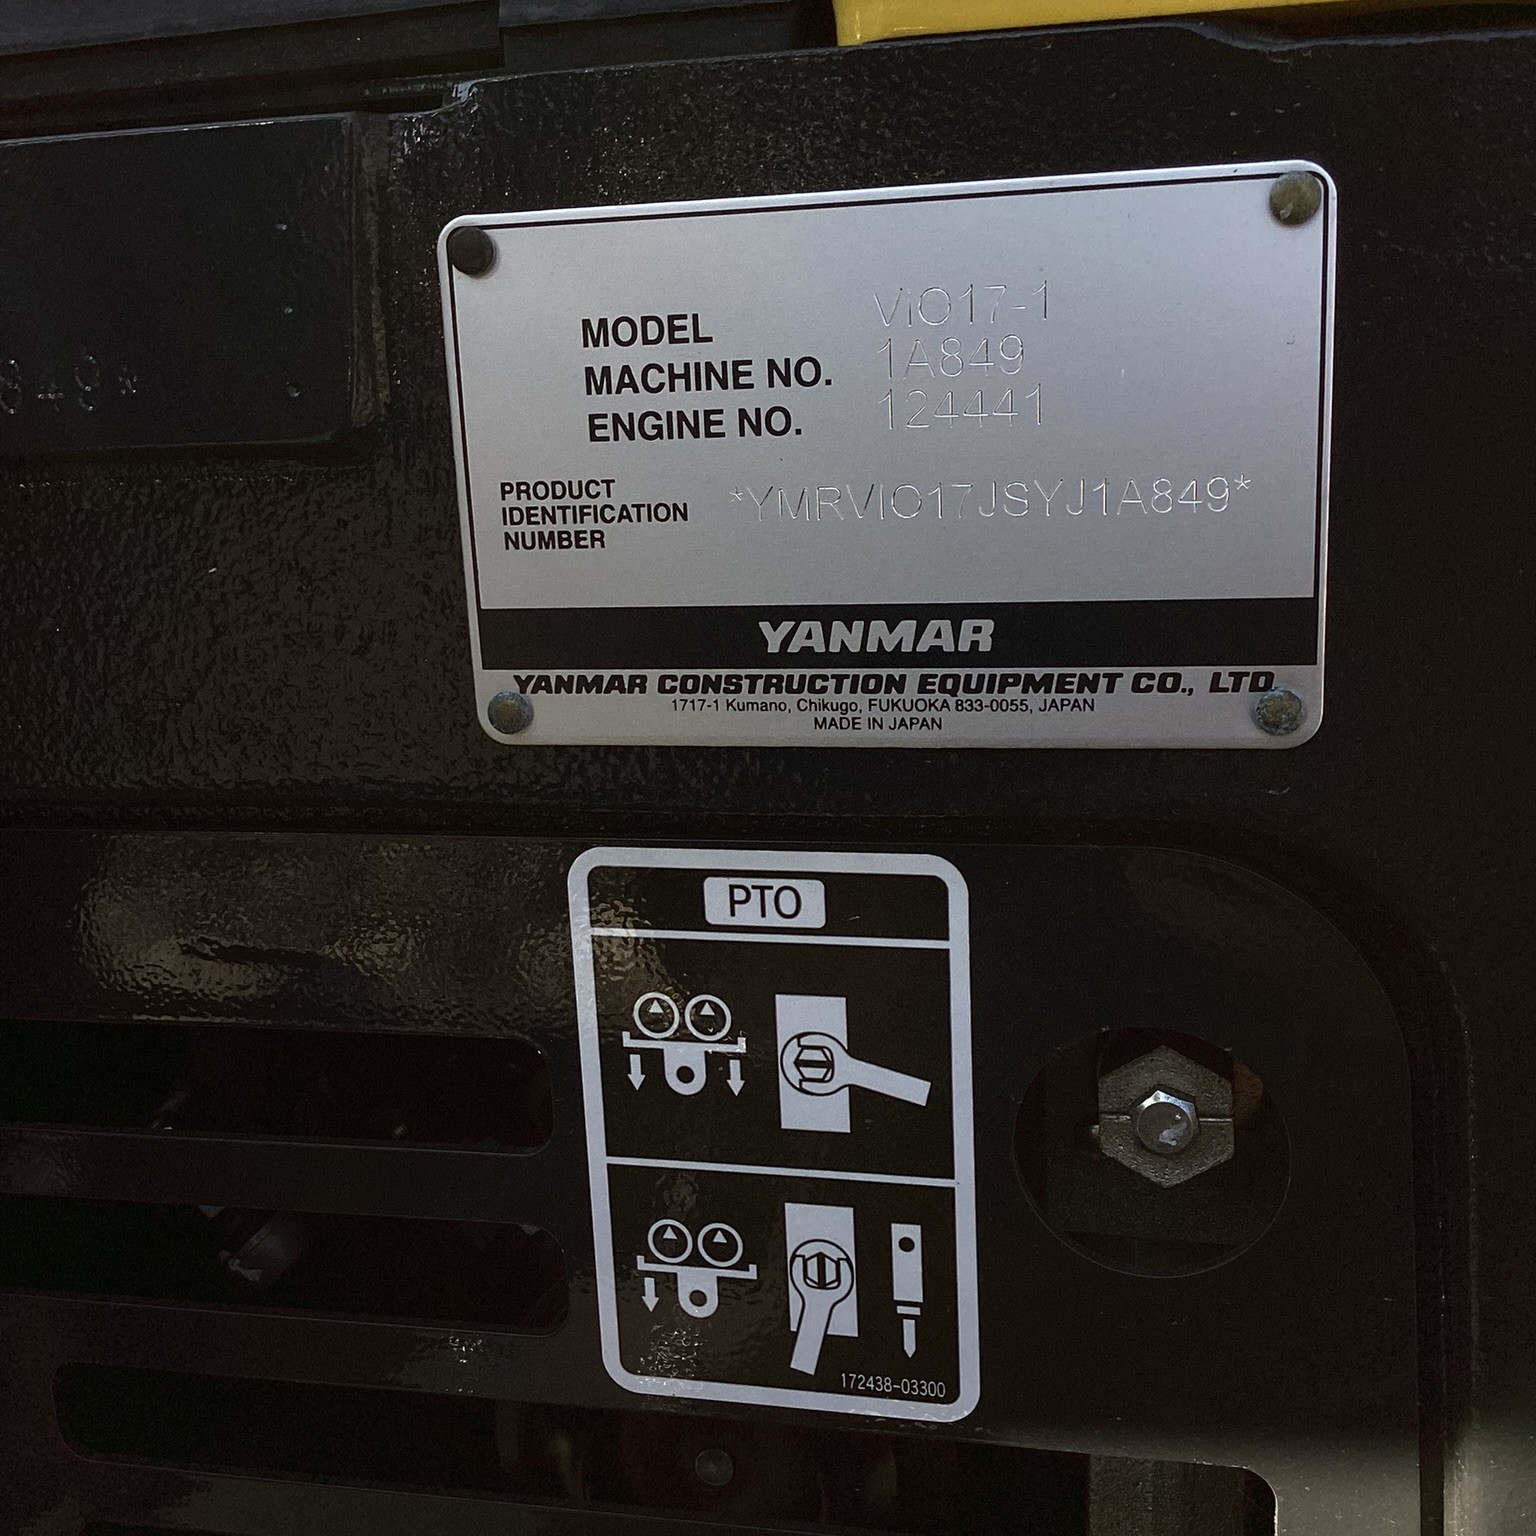 849*
MODEL ViO17-1
MACHINE NO. 1A849
ENGINE NO. 124441
PRODUCT
IDENTIFICATION
NUMBER
*YMRVIO17JSYJ1A849*
YANMAR
YANMAR CONSTRUCTION EQUIPMENT CO., LTD.
1717-1 Kumano, Chikugo, FUKUOKA 833-0055, JAPAN
MADE IN JAPAN
PTO
172438-03300